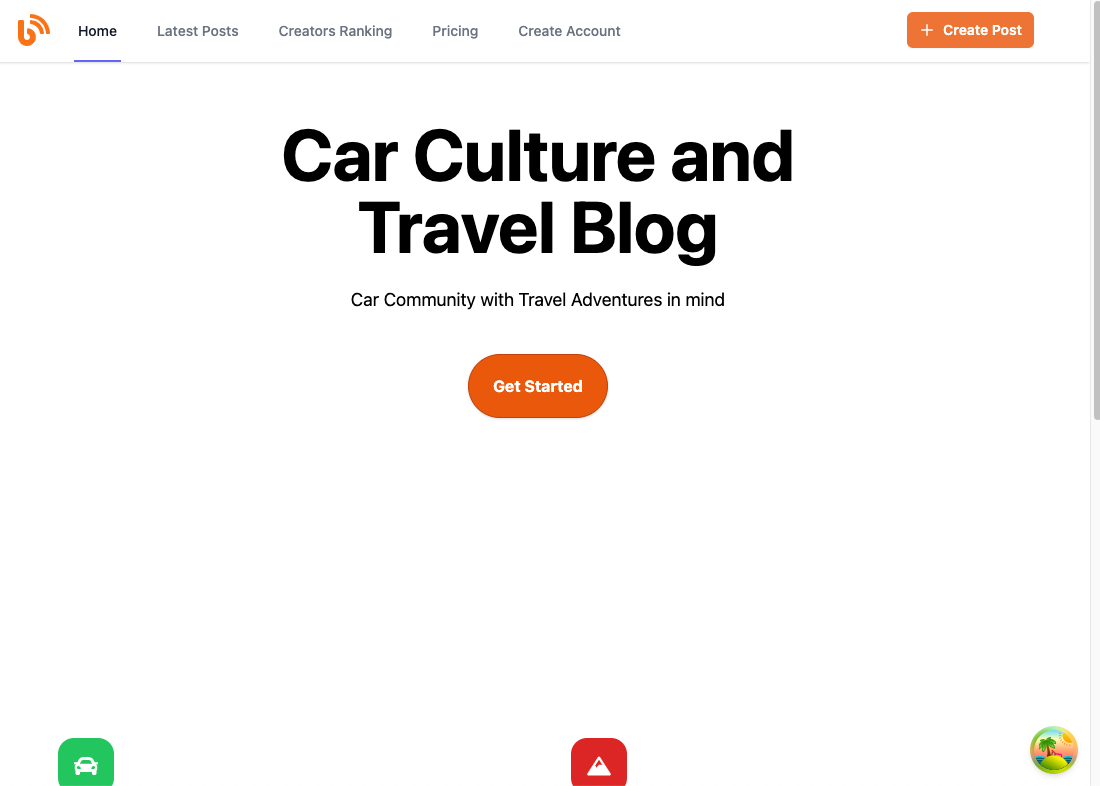 Home Latest Posts Creators Ranking Pricing Create Account + Create Post
Car Culture and
Travel Blog
Car Community with Travel Adventures in mind
Get Started